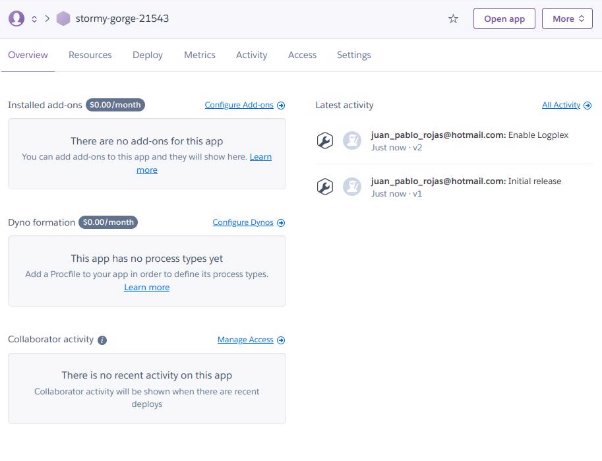 stormy-gorge-21543
Open app
More
Overview
Resources
Deploy
Metrics
Activity
Access
Settings
Installed add-ons $0.00/month
Configure Add-ons
There are no add-ons for this app
You can add add-ons to this app and they will show here. Learn
more
Dyno formation $0.00/month
Configure Dynos
This app has no process types yet
Add a Procfile to your app in order to define its process types.
Learn more
Collaborator activity
Manage Access
There is no recent activity on this app
Collaborator activity will be shown when there are recent
deploys
Latest activity
All Activity
juan_pablo_rojas@hotmail.com: Enable Logplex
Just now · v2
juan_pablo_rojas@hotmail.com: Initial release
Just now · v1